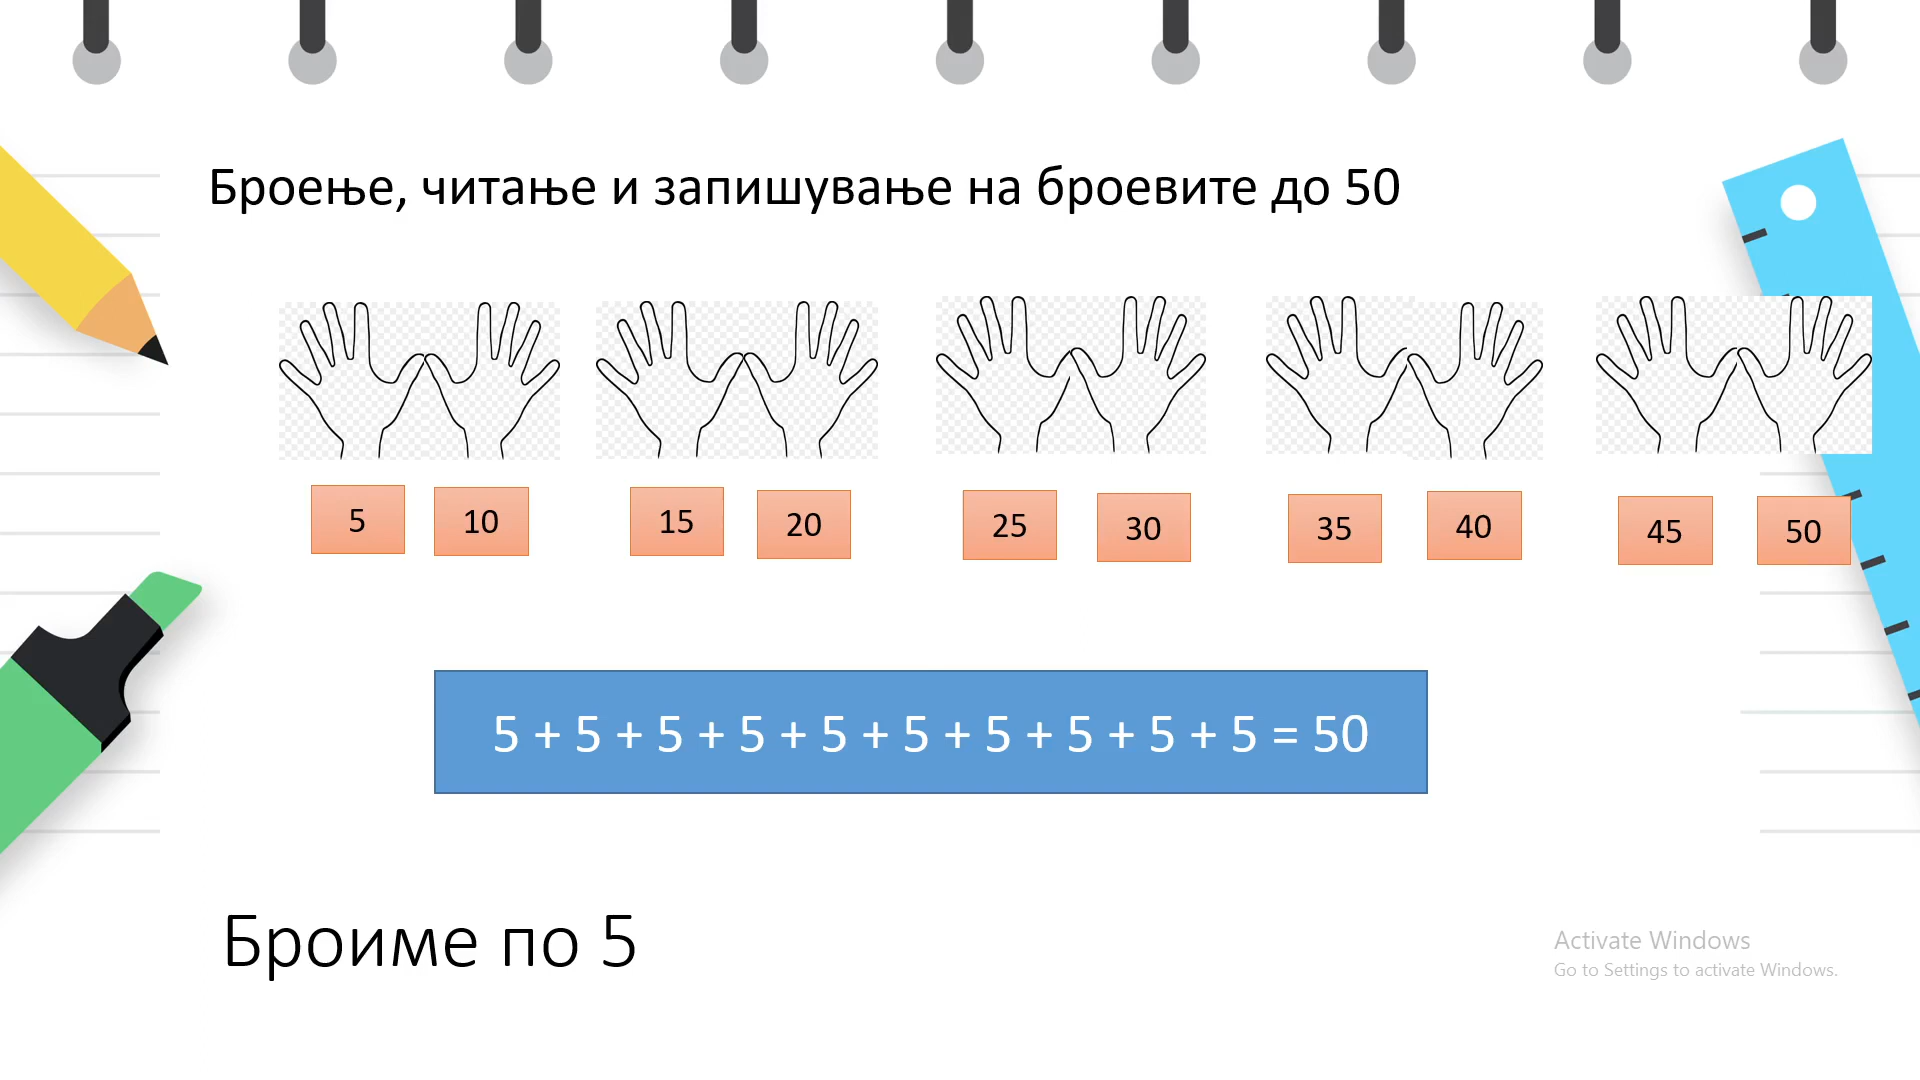 Броење, читање и запишување на броевите до 50
5 10 15 20 25 30 35 40 45 50
5 + 5 + 5 + 5 + 5 + 5 + 5 + 5 + 5 + 5 = 50
Броиме по 5
Activate Windows
Go to Settings to activate Windows.